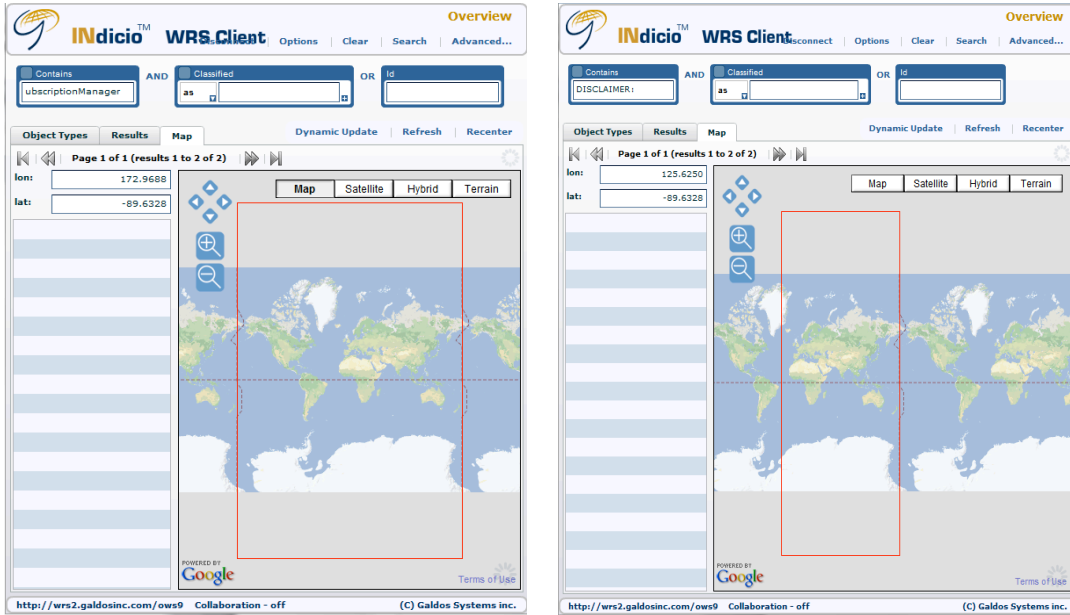 Overview
INdicio™ WRS Client
Options | Clear | Search | Advanced...
Contains AND Classified OR Id
ubscriptionManager as
Object Types Results Map Dynamic Update | Refresh | Recenter
Page 1 of 1 (results 1 to 2 of 2)
lon: 172.9688
lat: -89.6328
Map Satellite Hybrid Terrain
POWERED BY
Google
Terms of Use
http://wrs2.galdosinc.com/ows9 Collaboration - off (C) Galdos Systems inc.
Overview
INdicio™ WRS Client
sconnect | Options | Clear | Search | Advanced...
Contains AND Classified OR Id
DISCLAIMER: as
Object Types Results Map Dynamic Update | Refresh | Recenter
Page 1 of 1 (results 1 to 2 of 2)
lon: 125.6250
lat: -89.6328
Map Satellite Hybrid Terrain
POWERED BY
Google
Terms of Use
http://wrs2.galdosinc.com/ows9 Collaboration - off (C) Galdos Systems inc.